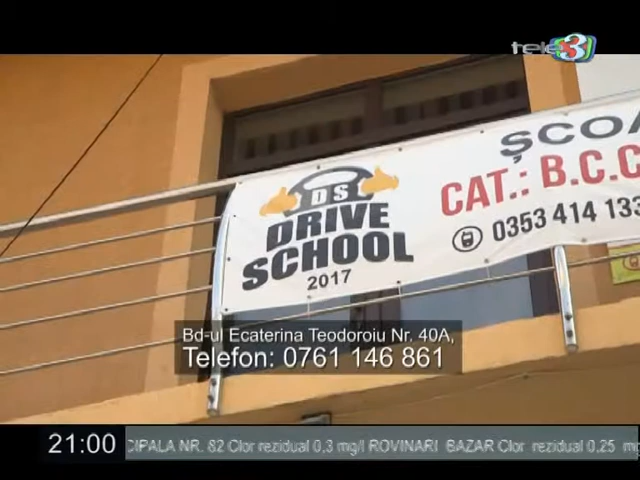 tele3
ȘCOA
DS
DRIVE
SCHOOL
2017
CAT.: B.C.C
0353 414 133
Bd-ul Ecaterina Teodoroiu Nr. 40A,
Telefon: 0761 146 861
21:00
CIPALA NR. 82 Clor rezidual 0,3 mg/l ROVINARI BAZAR Clor rezidual 0,25 mg